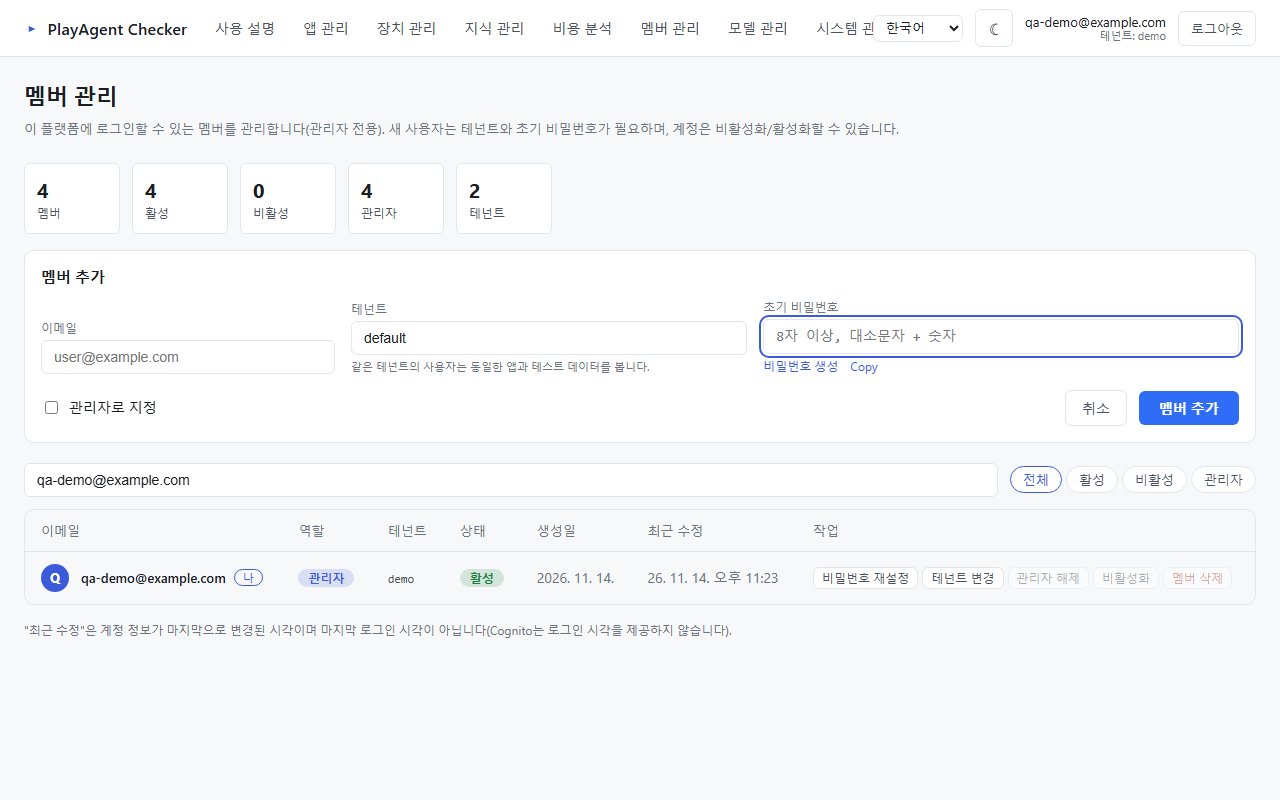 PlayAgent Checker 사용 설명 앱 관리 장치 관리 지식 관리 비용 분석 멤버 관리 모델 관리 시스템 관 한국어 qa-demo@example.com 로그아웃
테넌트: demo
멤버 관리
이 플랫폼에 로그인할 수 있는 멤버를 관리합니다(관리자 전용). 새 사용자는 테넌트와 초기 비밀번호가 필요하며, 계정은 비활성화/활성화할 수 있습니다.
4 4 0 4 2
멤버 활성 비활성 관리자 테넌트
멤버 추가
이메일 테넌트 초기 비밀번호
user@example.com default 8자 이상, 대소문자 + 숫자
같은 테넌트의 사용자는 동일한 앱과 테스트 데이터를 봅니다. 비밀번호 생성 Copy
관리자로 지정 취소 멤버 추가
qa-demo@example.com 전체 활성 비활성 관리자
이메일 역할 테넌트 상태 생성일 최근 수정 작업
Q qa-demo@example.com 나 관리자 demo 활성 2026. 11. 14. 26. 11. 14. 오후 11:23 비밀번호 재설정 테넌트 변경 관리자 해제 비활성화 멤버 삭제
"최근 수정"은 계정 정보가 마지막으로 변경된 시각이며 마지막 로그인 시각이 아닙니다(Cognito는 로그인 시각을 제공하지 않습니다).